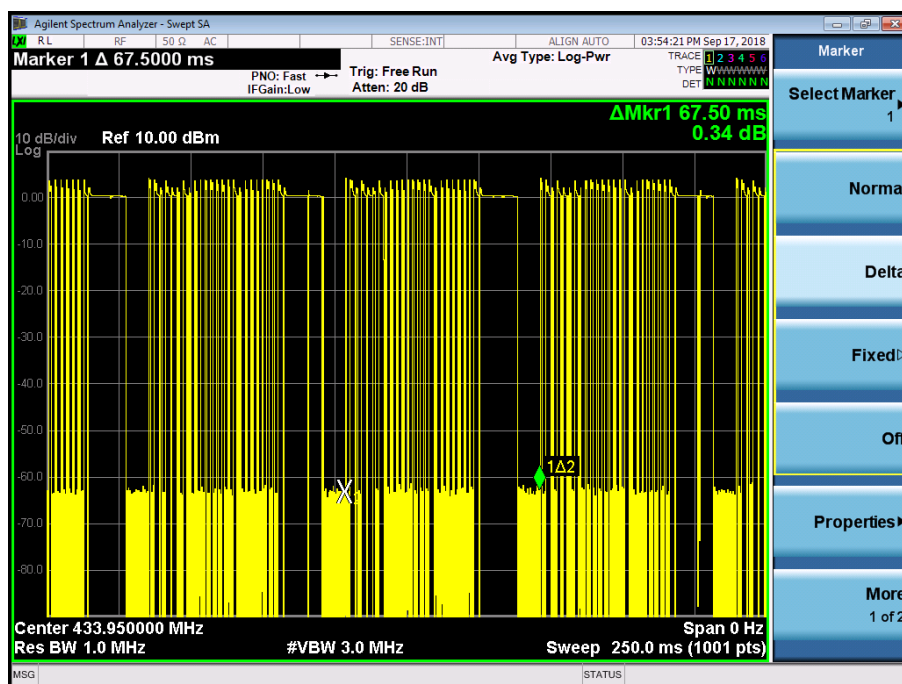 Agilent Spectrum Analyzer - Swept SA
LXI RL RF 50 Ω AC SENSE:INT ALIGN AUTO 03:54:21 PM Sep 17, 2018
Marker 1 Δ 67.5000 ms
PNO: Fast
IFGain:Low
Trig: Free Run
Atten: 20 dB
Avg Type: Log-Pwr
TRACE 1 2 3 4 5 6
TYPE WWWWWW
DET N N N N N N
ΔMkr1 67.50 ms
0.34 dB
10 dB/div Ref 10.00 dBm
Log
0.00
-10.0
-20.0
-30.0
-40.0
-50.0
-60.0
-70.0
-80.0
1Δ2
Center 433.950000 MHz Span 0 Hz
Res BW 1.0 MHz #VBW 3.0 MHz Sweep 250.0 ms (1001 pts)
MSG STATUS
Marker
Select Marker
1
Norma
Delta
Fixed
Off
Properties
More
1 of 2